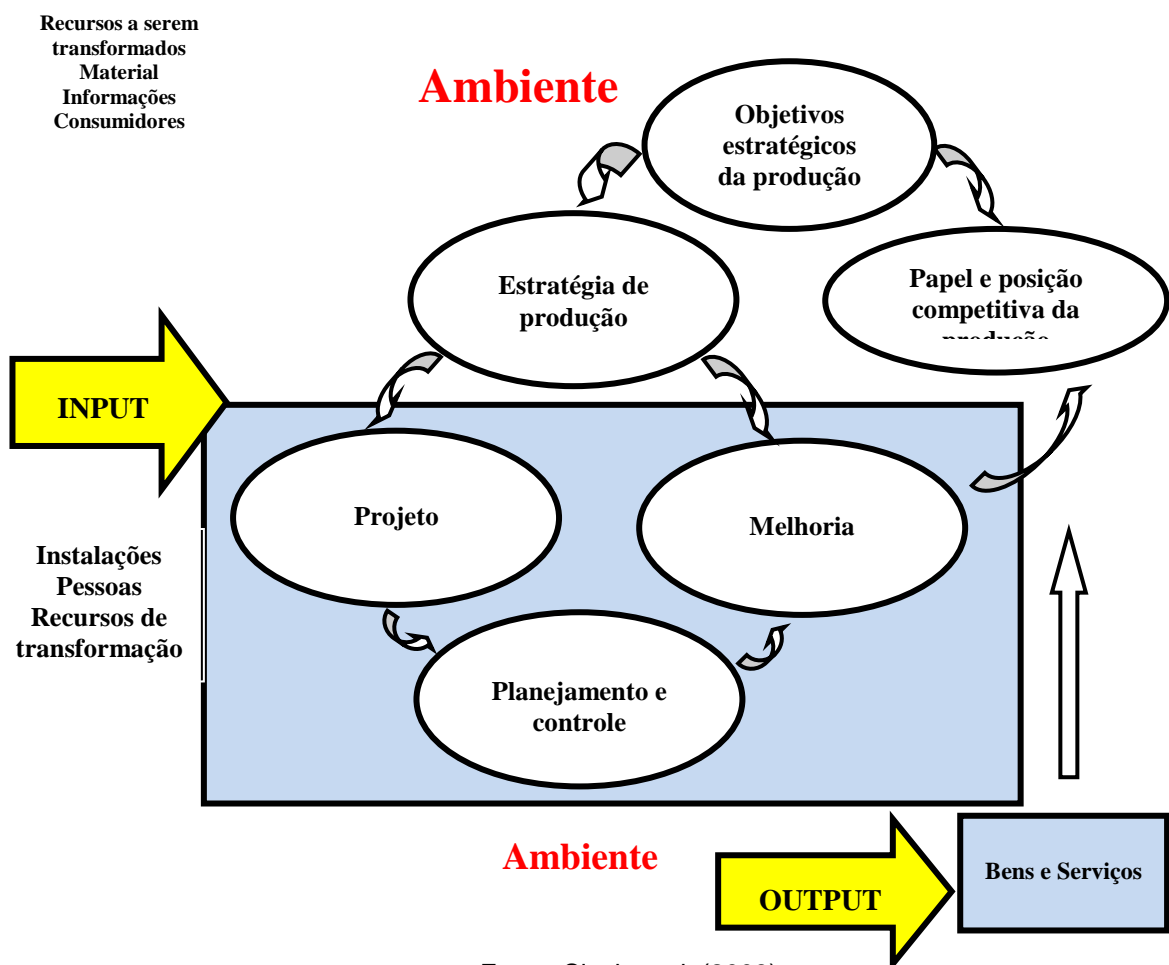 Recursos a serem
transformados
Material
Informações
Consumidores
Ambiente
Objetivos
estratégicos
da produção
Estratégia de
produção
Papel e posição
competitiva da
produção
INPUT
Projeto
Melhoria
Instalações
Pessoas
Recursos de
transformação
Planejamento e
controle
Ambiente
OUTPUT
Bens e Serviços